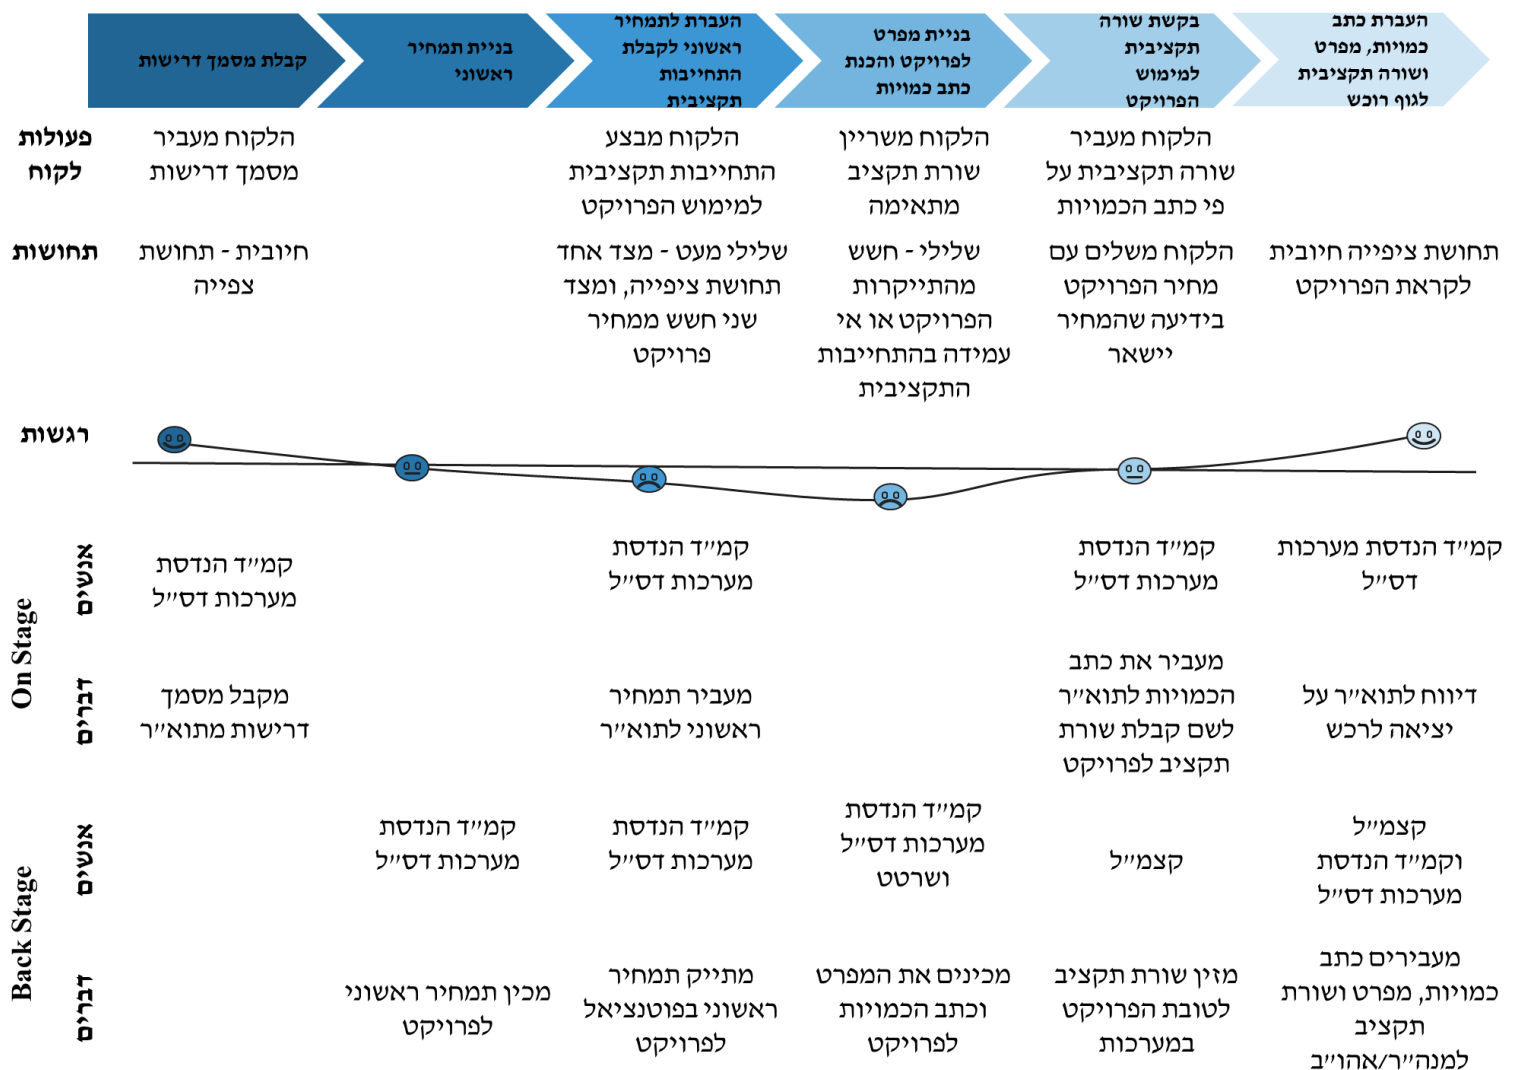 קבלת מסמך דרישות
בניית תמחיר
ראשוני
העברת לתמחיר
ראשוני לקבלת
התחייבות
תקציבית
בניית מפרט
לפרויקט והכנת
כתב כמויות
בקשת שורה
תקציבית
למימוש
הפרויקט
העברת כתב
כמויות, מפרט
ושורה תקציבית
לגוף רוכש
פעולות
לקוח
הלקוח מעביר
מסמך דרישות
הלקוח מבצע
התחייבות תקציבית
למימוש הפרויקט
הלקוח משריין
שורת תקציב
מתאימה
הלקוח מעביר
שורה תקציבית על
פי כתב הכמויות
תחושות
חיובית - תחושת
צפייה
שלילי מעט - מצד אחד
תחושת ציפייה, ומצד
שני חשש ממחיר
פרויקט
שלילי - חשש
מהתייקרות
הפרויקט או אי
עמידה בהתחייבות
התקציבית
הלקוח משלים עם
מחיר הפרויקט
בידיעה שהמחיר
יישאר
תחושת ציפייה חיובית
לקראת הפרויקט
רגשות
On Stage
אנשים
קמ״ד הנדסת
מערכות דס״ל
קמ״ד הנדסת
מערכות דס״ל
קמ״ד הנדסת
מערכות דס״ל
קמ״ד הנדסת מערכות
דס״ל
דברים
מקבל מסמך
דרישות מתוא״ר
מעביר תמחיר
ראשוני לתוא״ר
מעביר את כתב
הכמויות לתוא״ר
לשם קבלת שורת
תקציב לפרויקט
דיווח לתוא״ר על
יציאה לרכש
Back Stage
אנשים
קמ״ד הנדסת
מערכות דס״ל
קמ״ד הנדסת
מערכות דס״ל
קמ״ד הנדסת
מערכות דס״ל
ושרטט
קצמ״ל
קצמ״ל
וקמ״ד הנדסת
מערכות דס״ל
דברים
מכין תמחיר ראשוני
לפרויקט
מתייק תמחיר
ראשוני בפוטנציאל
לפרויקט
מכינים את המפרט
וכתב הכמויות
לפרויקט
מזין שורת תקציב
לטובת הפרויקט
במערכות
מעבירים כתב
כמויות, מפרט ושורת
תקציב
למנה״ר/אהו״ב